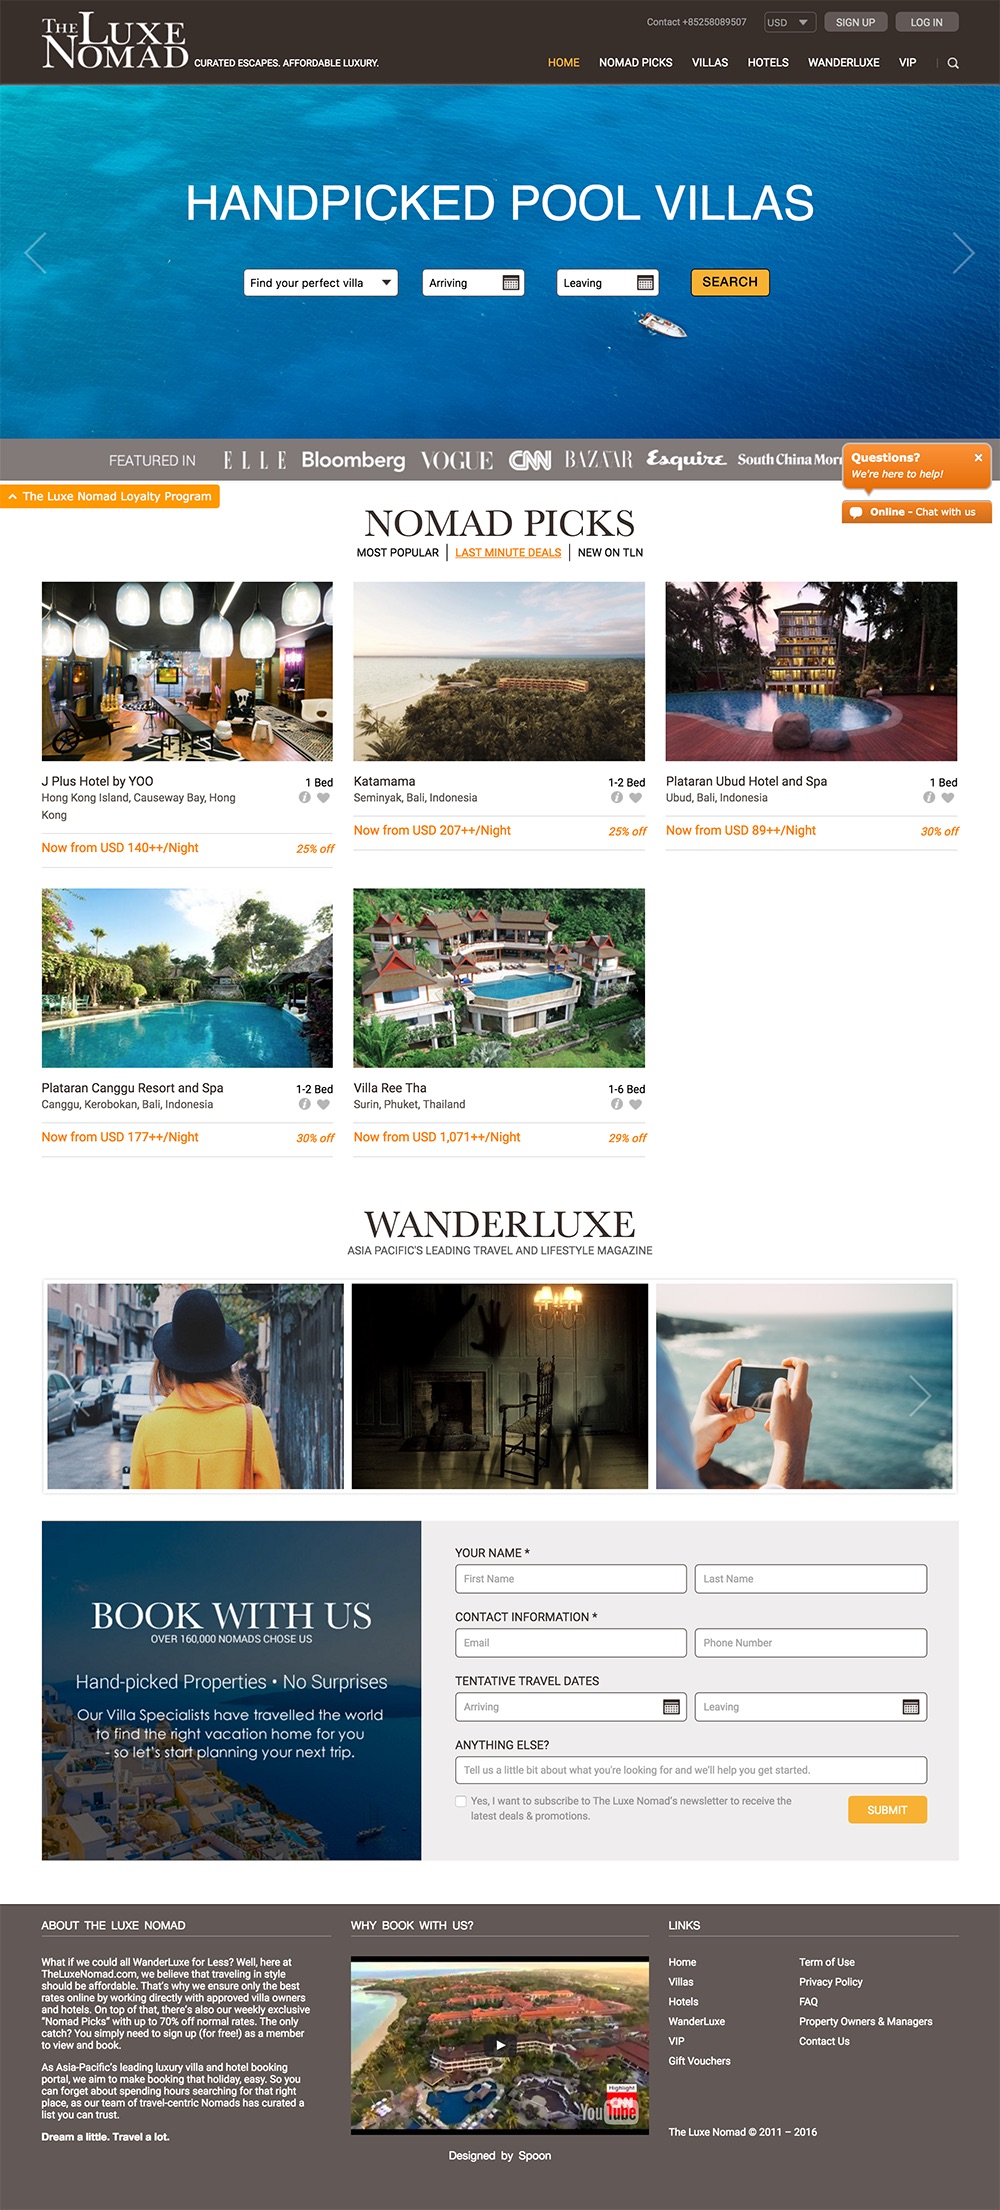 THE LUXE
NOMAD CURATED ESCAPES. AFFORDABLE LUXURY.
Contact +85258089507 USD SIGN UP LOG IN
HOME NOMAD PICKS VILLAS HOTELS WANDERLUXE VIP
HANDPICKED POOL VILLAS
Find your perfect villa Arriving Leaving SEARCH
FEATURED IN ELLE Bloomberg VOGUE CNN BAZAAR Esquire South China Morn
Questions?
We're here to help!
Online - Chat with us
The Luxe Nomad Loyalty Program
NOMAD PICKS
MOST POPULAR LAST MINUTE DEALS NEW ON TLN
J Plus Hotel by YOO 1 Bed
Hong Kong Island, Causeway Bay, Hong
Kong
Now from USD 140++/Night 25% off
Katamama 1-2 Bed
Seminyak, Bali, Indonesia
Now from USD 207++/Night 25% off
Plataran Ubud Hotel and Spa 1 Bed
Ubud, Bali, Indonesia
Now from USD 89++/Night 30% off
Plataran Canggu Resort and Spa 1-2 Bed
Canggu, Kerobokan, Bali, Indonesia
Now from USD 177++/Night 30% off
Villa Ree Tha 1-6 Bed
Surin, Phuket, Thailand
Now from USD 1,071++/Night 29% off
WANDERLUXE
ASIA PACIFIC'S LEADING TRAVEL AND LIFESTYLE MAGAZINE
BOOK WITH US
OVER 160,000 NOMADS CHOSE US
Hand-picked Properties • No Surprises
Our Villa Specialists have travelled the world
to find the right vacation home for you
- so let's start planning your next trip.
YOUR NAME *
First Name Last Name
CONTACT INFORMATION *
Email Phone Number
TENTATIVE TRAVEL DATES
Arriving Leaving
ANYTHING ELSE?
Tell us a little bit about what you're looking for and we'll help you get started.
Yes, I want to subscribe to The Luxe Nomad's newsletter to receive the
latest deals & promotions.
SUBMIT
ABOUT THE LUXE NOMAD
What if we could all WanderLuxe for Less? Well, here at
TheLuxeNomad.com, we believe that traveling in style
should be affordable. That's why we ensure only the best
rates online by working directly with approved villa owners
and hotels. On top of that, there's also our weekly exclusive
"Nomad Picks" with up to 70% off normal rates. The only
catch? You simply need to sign up (for free!) as a member
to view and book.
As Asia-Pacific's leading luxury villa and hotel booking
portal, we aim to make booking that holiday, easy. So you
can forget about spending hours searching for that right
place, as our team of travel-centric Nomads has curated a
list you can trust.
Dream a little. Travel a lot.
WHY BOOK WITH US?
Highlight
CNN
YouTube
Designed by Spoon
LINKS
Home Term of Use
Villas Privacy Policy
Hotels FAQ
WanderLuxe Property Owners & Managers
VIP Contact Us
Gift Vouchers
The Luxe Nomad © 2011 – 2016